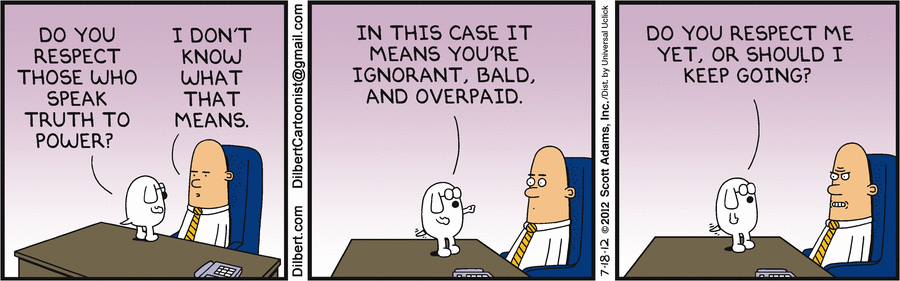 DO YOU
RESPECT
THOSE WHO
SPEAK
TRUTH TO
POWER?
I DON'T
KNOW
WHAT
THAT
MEANS.
Dilbert.com DilbertCartoonist@gmail.com
IN THIS CASE IT
MEANS YOU'RE
IGNORANT, BALD,
AND OVERPAID.
7-18-12 © 2012 Scott Adams, Inc./Dist. by Universal Uclick
DO YOU RESPECT ME
YET, OR SHOULD I
KEEP GOING?